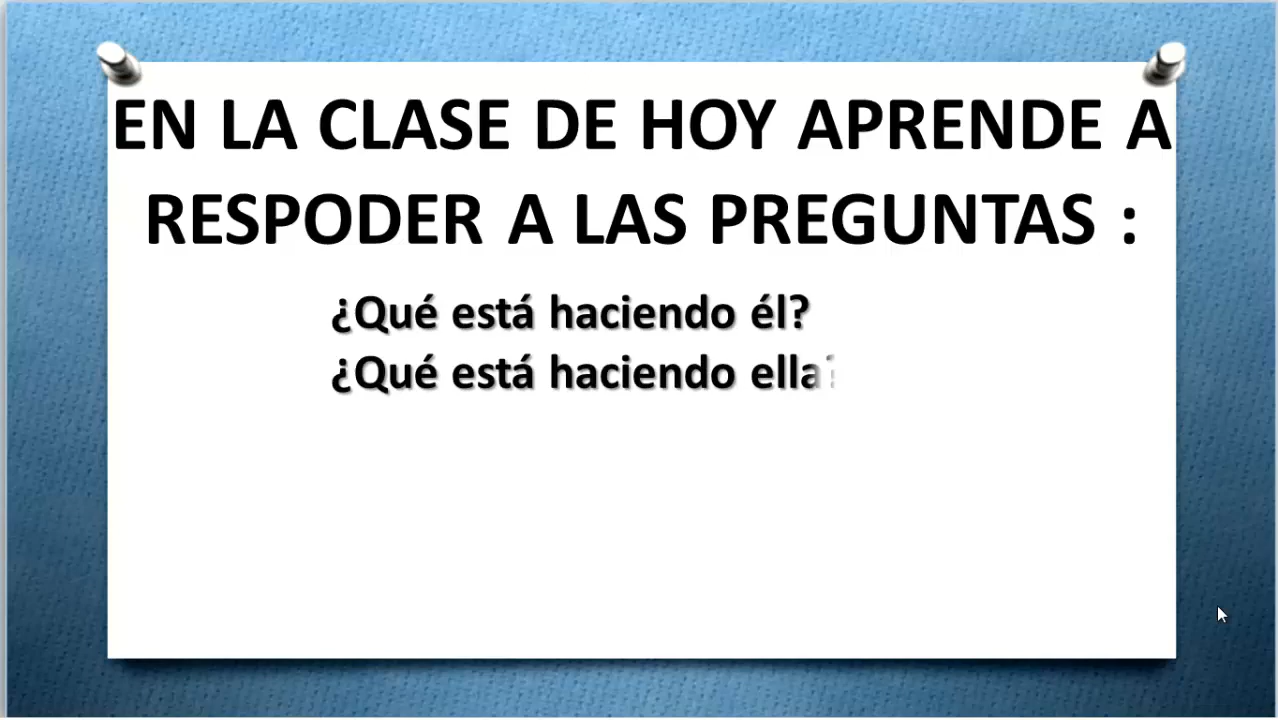 EN LA CLASE DE HOY APRENDE A
RESPODER A LAS PREGUNTAS :
¿Qué está haciendo él?
¿Qué está haciendo ella?